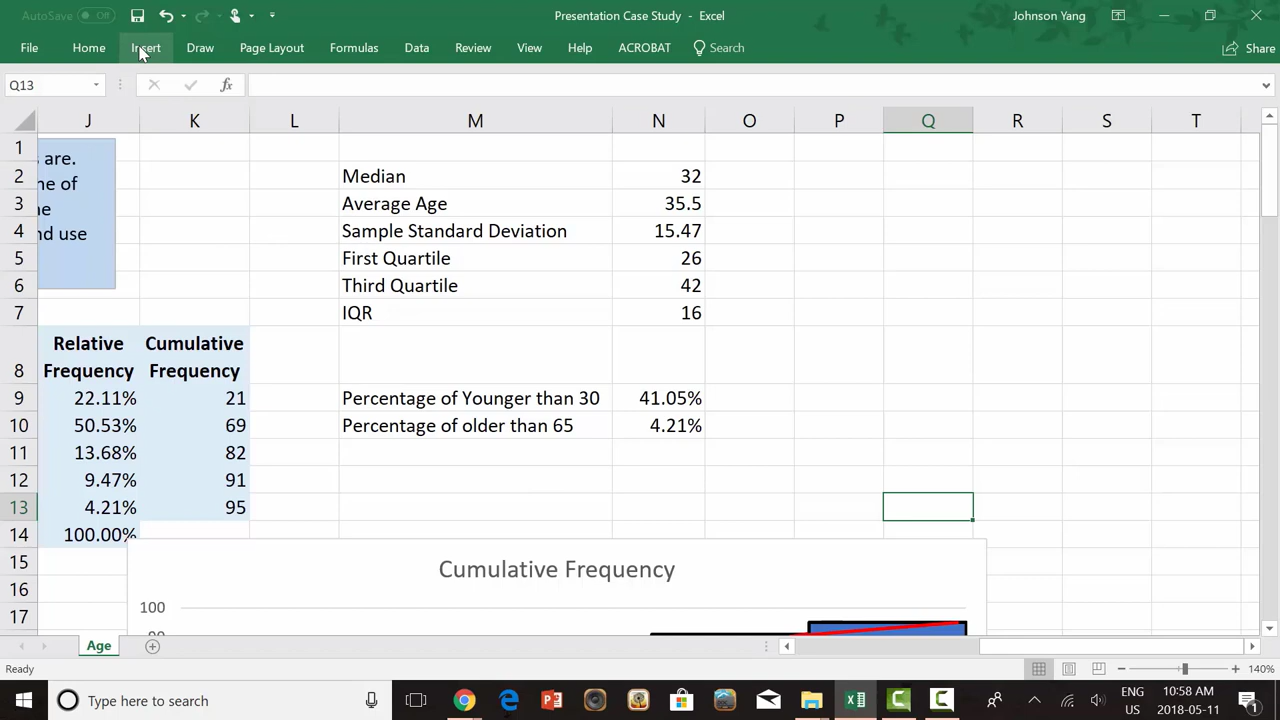 AutoSave Off
Presentation Case Study - Excel
Johnson Yang
File Home Insert Draw Page Layout Formulas Data Review View Help ACROBAT Search Share
Q13 fx
J K L M N O P Q R S T
1
s are.
2 me of Median 32
3 he Average Age 35.5
4 nd use Sample Standard Deviation 15.47
5 First Quartile 26
6 Third Quartile 42
7 IQR 16
Relative Cumulative
8 Frequency Frequency
9 22.11% 21 Percentage of Younger than 30 41.05%
10 50.53% 69 Percentage of older than 65 4.21%
11 13.68% 82
12 9.47% 91
13 4.21% 95
14 100.00%
15 Cumulative Frequency
16
17 100
90
Age
Ready 140%
Type here to search
ENG 10:58 AM
US 2018-05-11 1